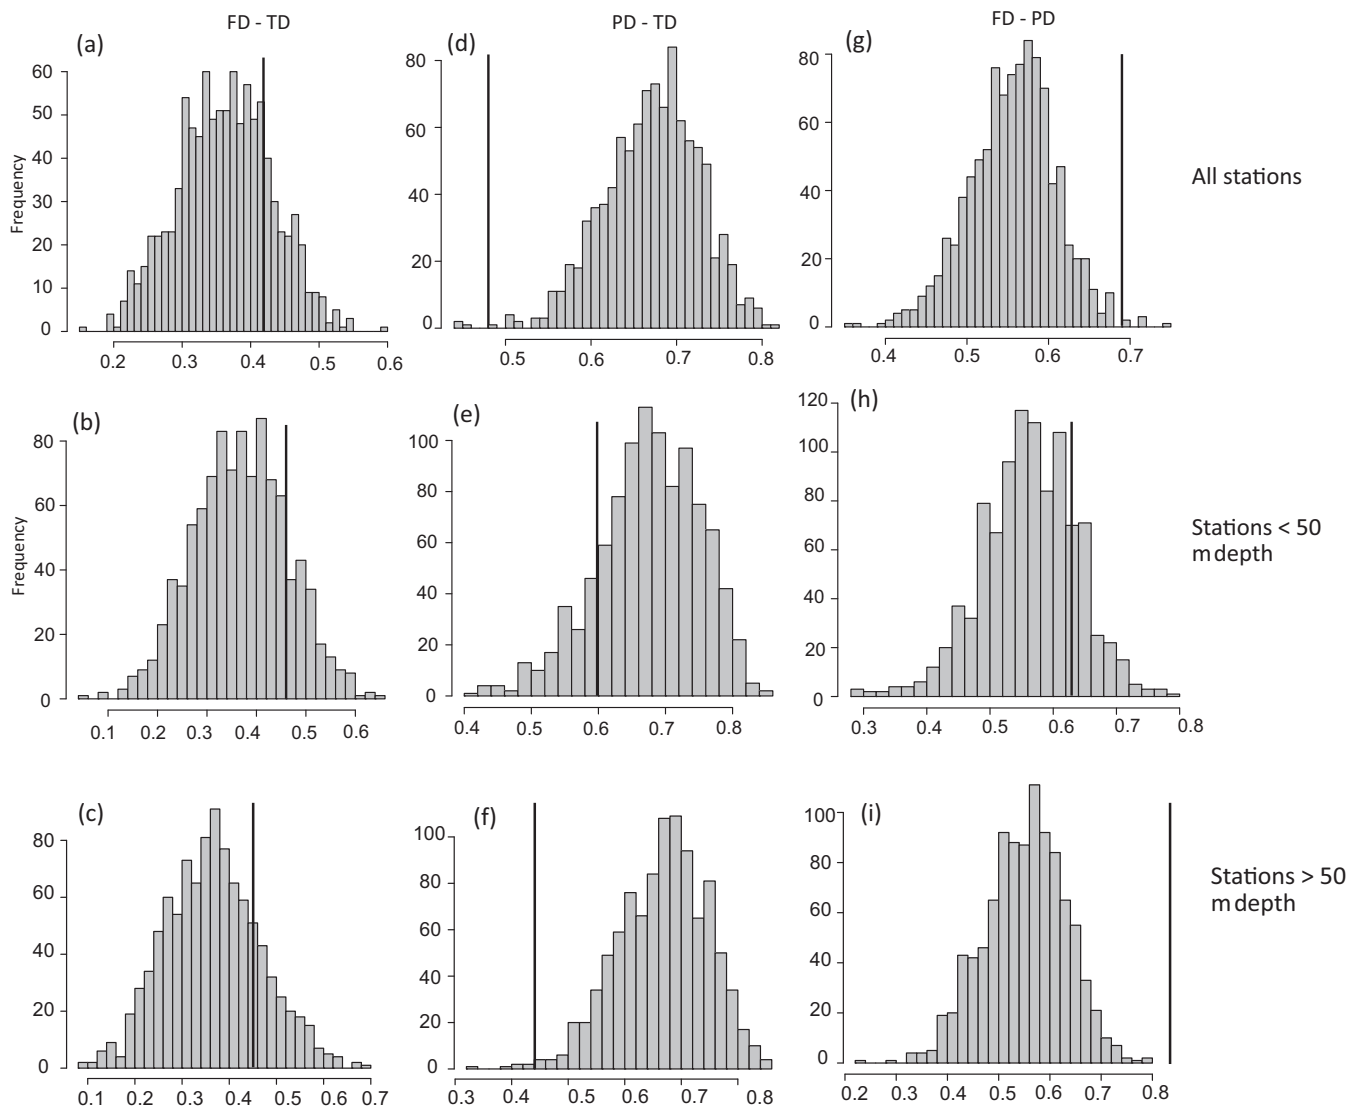 FD - TD
PD - TD
FD - PD
(a)
(d)
(g)
60
50
40
30
20
10
0
Frequency
0.2 0.3 0.4 0.5 0.6
80
60
40
20
0
0.5 0.6 0.7 0.8
80
60
40
20
0
0.4 0.5 0.6 0.7
All stations
(b)
(e)
(h)
80
60
40
20
0
Frequency
0.1 0.2 0.3 0.4 0.5 0.6
100
80
60
40
20
0
0.4 0.5 0.6 0.7 0.8
120
100
80
60
40
20
0
0.3 0.4 0.5 0.6 0.7 0.8
Stations < 50
m depth
(c)
(f)
(i)
80
60
40
20
0
0.1 0.2 0.3 0.4 0.5 0.6 0.7
100
80
60
40
20
0
0.3 0.4 0.5 0.6 0.8
100
80
60
40
20
0
0.2 0.3 0.4 0.5 0.6 0.7 0.8
Stations > 50
m depth